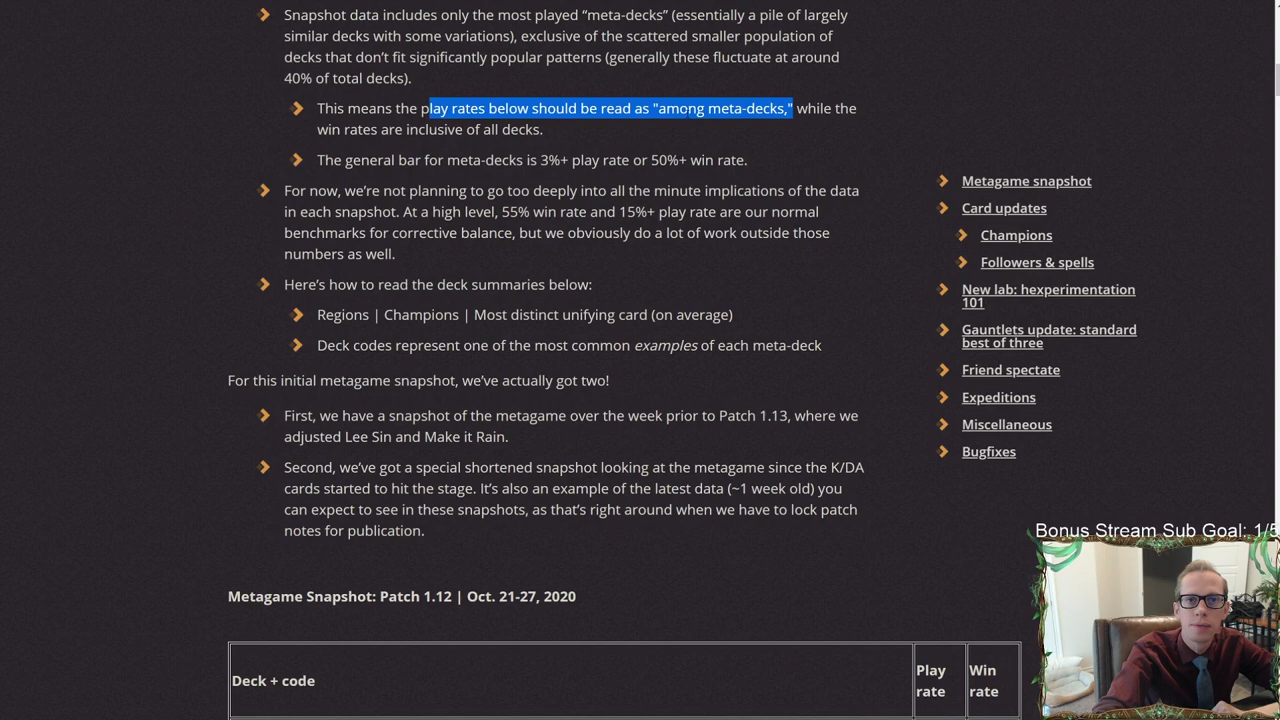 Snapshot data includes only the most played “meta-decks” (essentially a pile of largely
similar decks with some variations), exclusive of the scattered smaller population of
decks that don’t fit significantly popular patterns (generally these fluctuate at around
40% of total decks).
This means the play rates below should be read as "among meta-decks," while the
win rates are inclusive of all decks.
The general bar for meta-decks is 3%+ play rate or 50%+ win rate.
For now, we’re not planning to go too deeply into all the minute implications of the data
in each snapshot. At a high level, 55% win rate and 15%+ play rate are our normal
benchmarks for corrective balance, but we obviously do a lot of work outside those
numbers as well.
Here’s how to read the deck summaries below:
Regions | Champions | Most distinct unifying card (on average)
Deck codes represent one of the most common examples of each meta-deck
For this initial metagame snapshot, we’ve actually got two!
First, we have a snapshot of the metagame over the week prior to Patch 1.13, where we
adjusted Lee Sin and Make it Rain.
Second, we’ve got a special shortened snapshot looking at the metagame since the K/DA
cards started to hit the stage. It’s also an example of the latest data (~1 week old) you
can expect to see in these snapshots, as that’s right around when we have to lock patch
notes for publication.
Metagame Snapshot: Patch 1.12 | Oct. 21-27, 2020
Deck + code
Play
rate
Win
rate
Metagame snapshot
Card updates
Champions
Followers & spells
New lab: hexperimentation
101
Gauntlets update: standard
best of three
Friend spectate
Expeditions
Miscellaneous
Bugfixes
Bonus Stream Sub Goal: 1/5